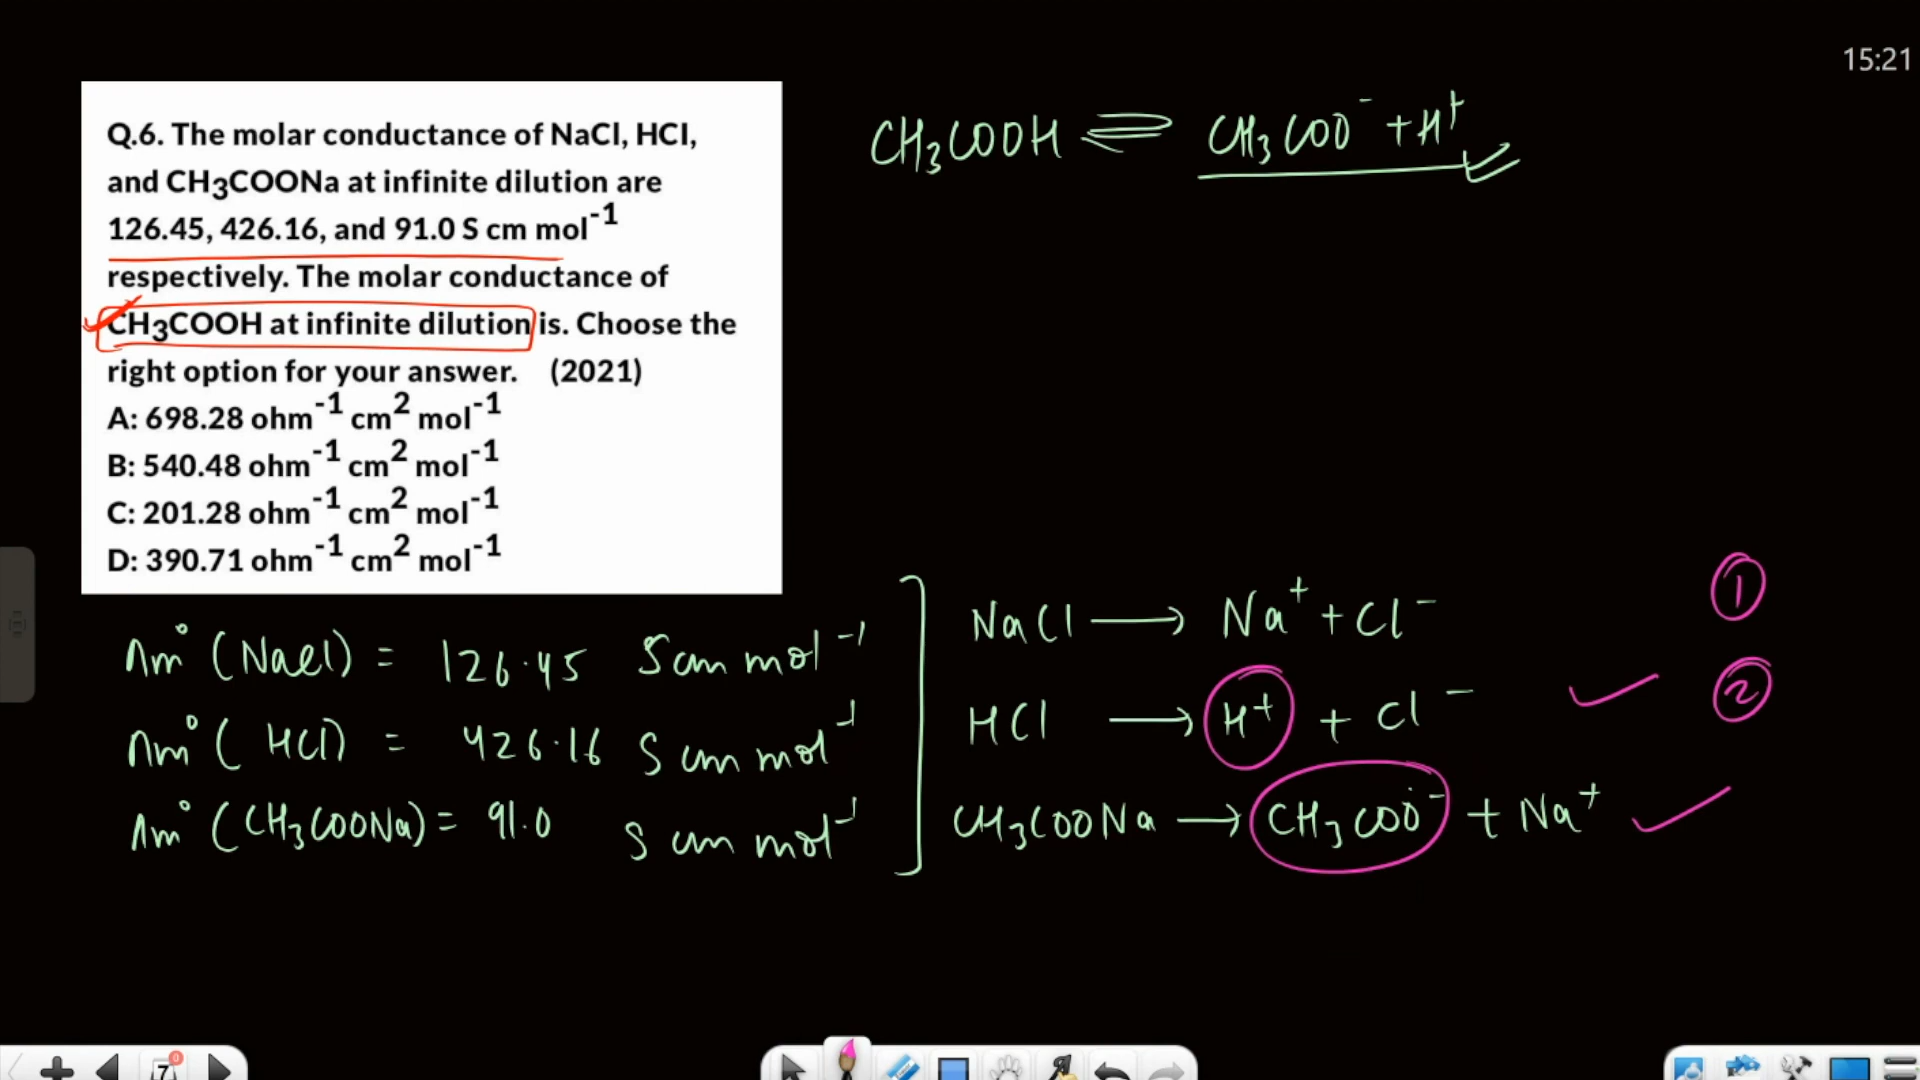 15:21
Q.6. The molar conductance of NaCl, HCl,
and CH3COONa at infinite dilution are
126.45, 426.16, and 91.0 S cm mol-1
respectively. The molar conductance of
CH3COOH at infinite dilution is. Choose the
right option for your answer. (2021)
A: 698.28 ohm-1 cm2 mol-1
B: 540.48 ohm-1 cm2 mol-1
C: 201.28 ohm-1 cm2 mol-1
D: 390.71 ohm-1 cm2 mol-1
CH3COOH ⇌ CH3COO- + H+
Λm° (NaCl) = 126.45 S cm mol-1
Λm° (HCl) = 426.16 S cm mol-1
Λm° (CH3COONa) = 91.0 S cm mol-1
NaCl → Na+ + Cl- ①
HCl → H+ + Cl- ②
CH3COONa → CH3COO- + Na+
7
0